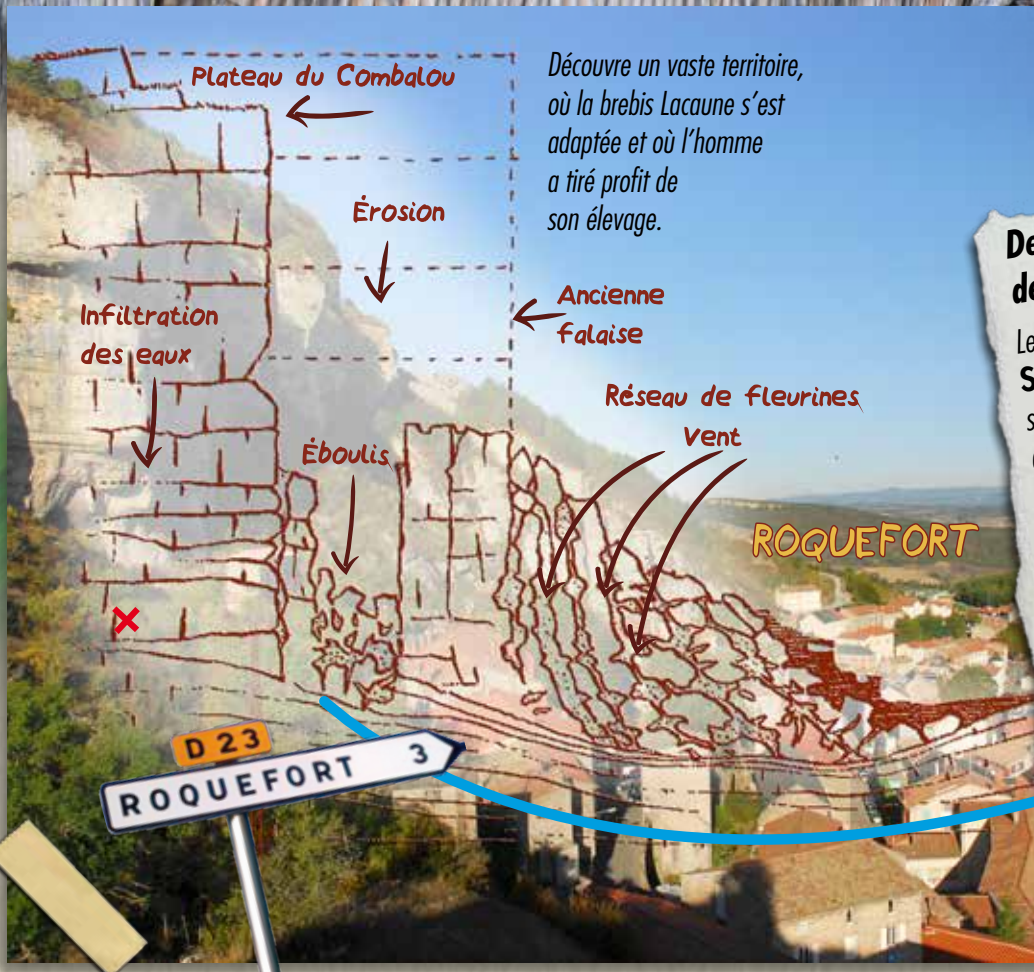 Plateau du Combalou
Découvre un vaste territoire,
où la brebis Lacaune s'est
adaptée et où l'homme
a tiré profit de
son élevage.
Érosion
Ancienne
falaise
Infiltration
des eaux
Réseau de fleurines
Vent
Éboulis
ROQUEFORT
D 23
ROQUEFORT 3
De
de
Le
S
s